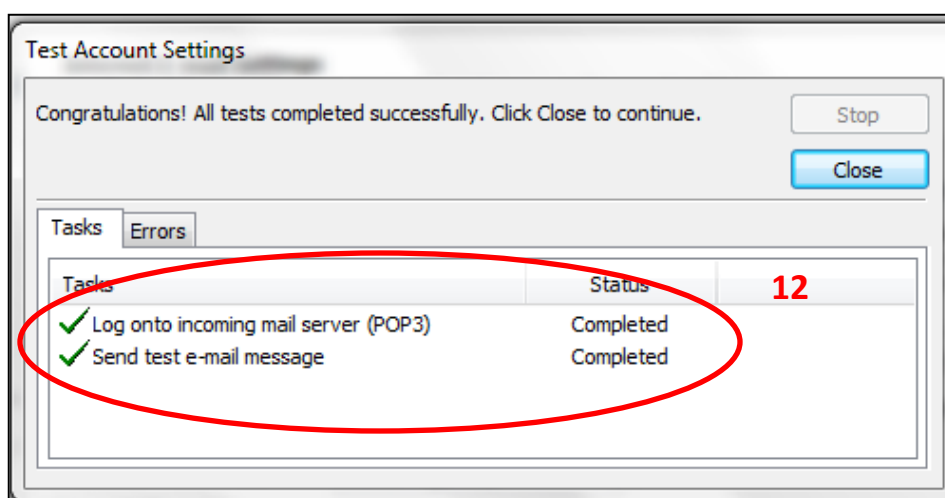 Test Account Settings
Congratulations! All tests completed successfully. Click Close to continue.
Stop
Close
Tasks Errors
Tasks Status 12
Log onto incoming mail server (POP3) Completed
Send test e-mail message Completed